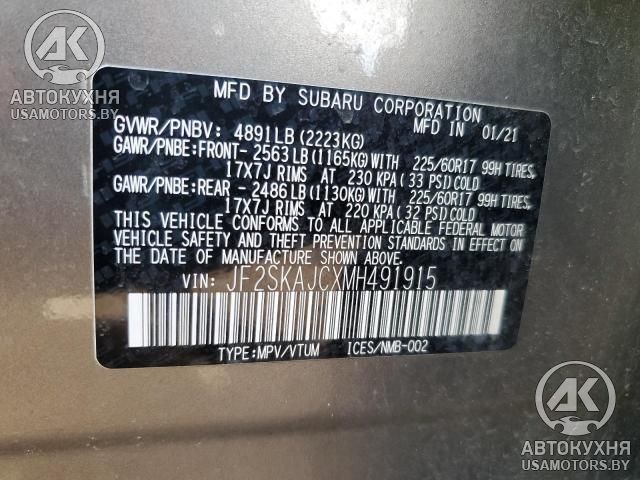 AK
АВТОКУХНЯ
USAMOTORS.BY
MFD BY SUBARU CORPORATION
MFD IN 01/21
GVWR/PNBV: 4891LB (2223KG)
GAWR/PNBE:FRONT- 2563LB (1165KG)WITH 225/60R17 99H TIRES,
17X7J RIMS AT 230 KPA ( 33 PSI) COLD
GAWR/PNBE:REAR - 2486LB (1130KG)WITH 225/60R17 99H TIRES,
17X7J RIMS AT 220 KPA ( 32 PSI) COLD
THIS VEHICLE CONFORMS TO ALL APPLICABLE FEDERAL MOTOR
VEHICLE SAFETY AND THEFT PREVENTION STANDARDS IN EFFECT ON
THE DATE OF MANUFACTURE SHOWN ABOVE.
VIN: JF2SKAJCXMH491915
TYPE:MPV/VTUM ICES/NMB-002
AK
АВТОКУХНЯ
USAMOTORS.BY